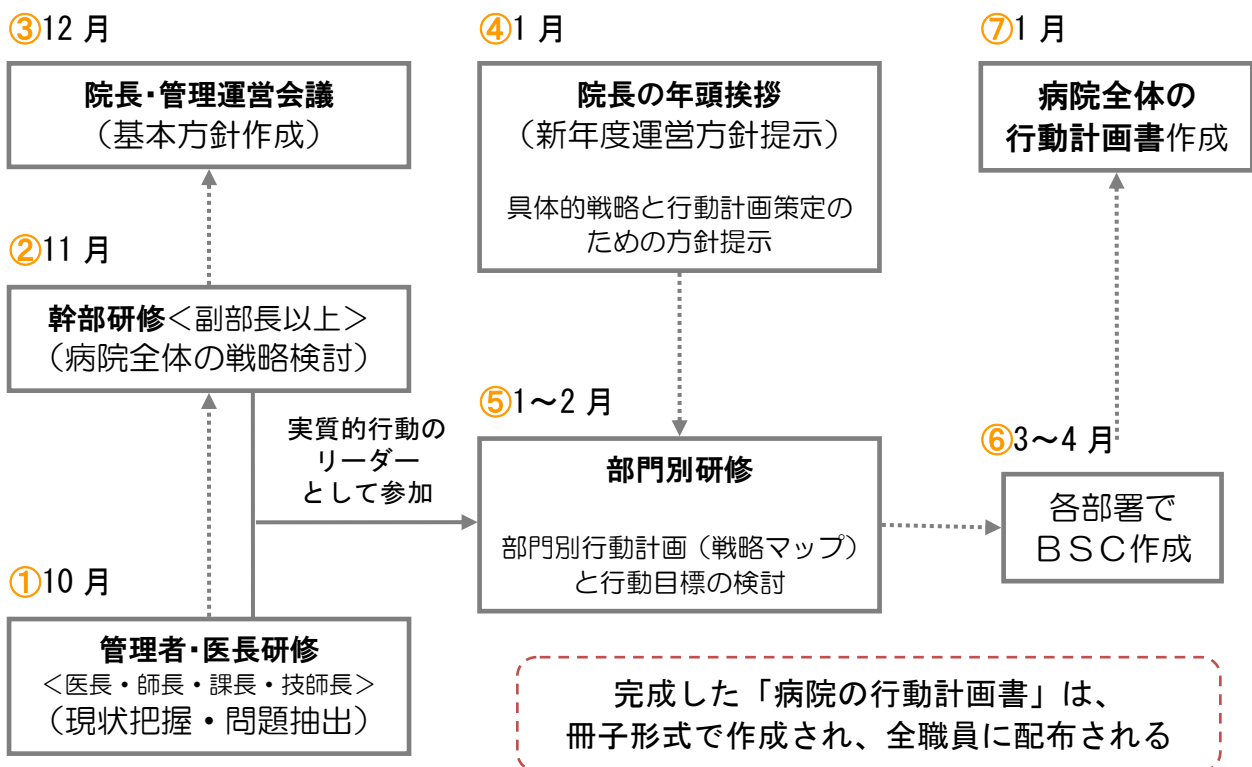 ③12 月
院長・管理運営会議
（基本方針作成）
②11 月
幹部研修＜副部長以上＞
（病院全体の戦略検討）
実質的行動の
リーダー
として参加
①10 月
管理者・医長研修
＜医長・師長・課長・技師長＞
（現状把握・問題抽出）
④1 月
院長の年頭挨拶
（新年度運営方針提示）
具体的戦略と行動計画策定の
ための方針提示
⑤1～2 月
部門別研修
部門別行動計画（戦略マップ）
と行動目標の検討
⑥3～4 月
各部署で
ＢＳＣ作成
⑦1 月
病院全体の
行動計画書作成
完成した「病院の行動計画書」は、
冊子形式で作成され、全職員に配布される